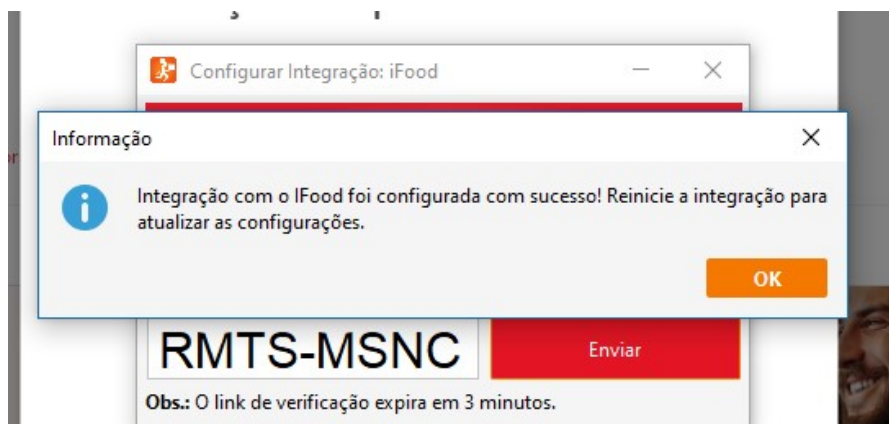 Configurar Integração: iFood
Informação
Integração com o IFood foi configurada com sucesso! Reinicie a integração para
atualizar as configurações.
OK
RMTS-MSNC
Enviar
Obs.: O link de verificação expira em 3 minutos.